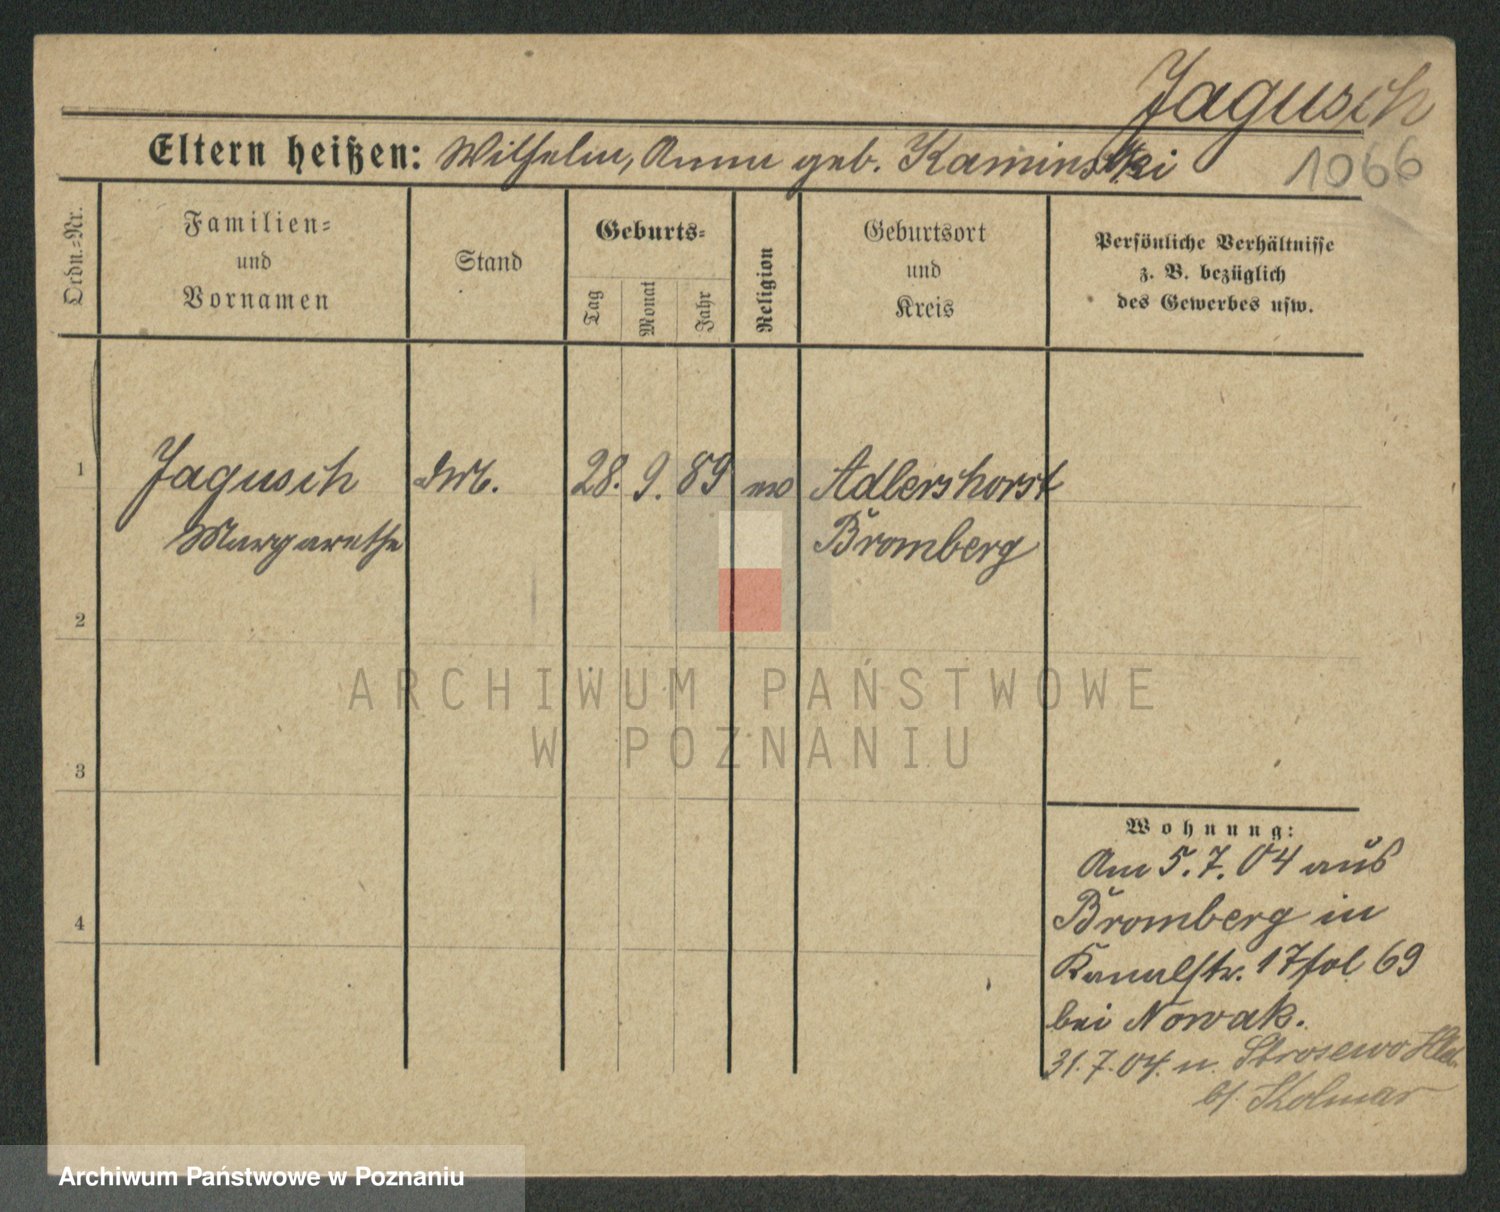 Jagusch
Eltern heißen: Wilhelm, Anna geb. Kaminski
1066
Ordn.-Nr.
Familien-
und
Vornamen
Stand
Geburts-
Tag
Monat
Jahr
Religion
Geburtsort
und
Kreis
Persönliche Verhältnisse
z. B. bezüglich
des Gewerbes usw.
1
Jagusch
28. 9. 89
Adlershorst
Margarethe
Bromberg
2
ARCHIWUM PAŃSTWOWE
W POZNANIU
3
Wohnung:
Am 5.7.04 aus
Bromberg in
4
Kanalstr. 17 fol 69
bei Nowak.
31.7.04. n. Strosewo
b/ Kolmar
Archiwum Państwowe w Poznaniu